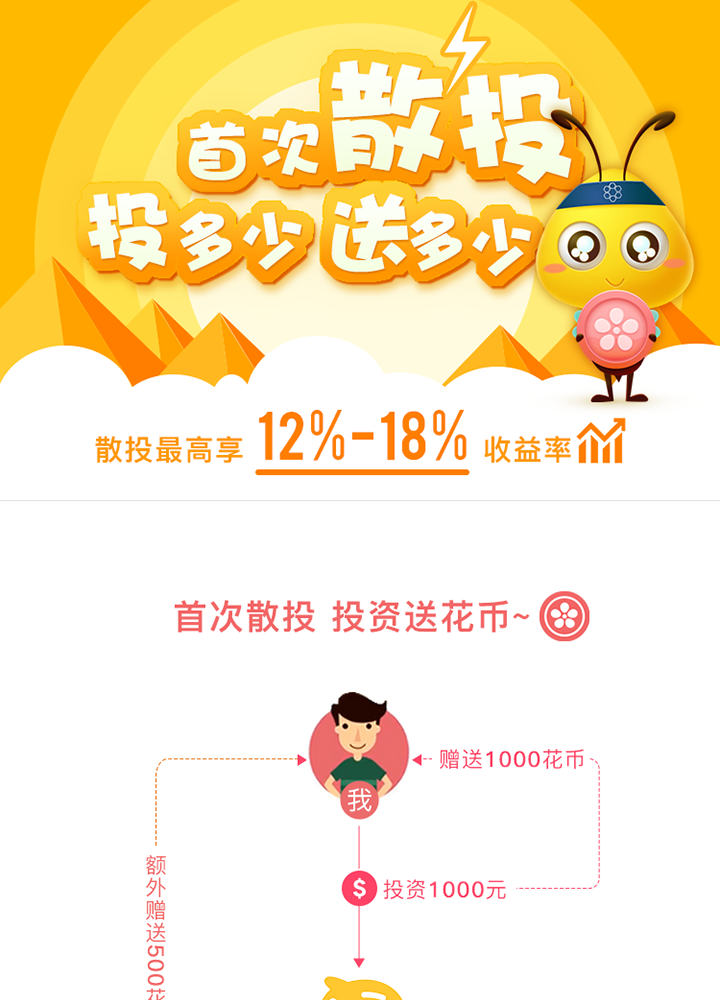 首次散投
投多少送多少
散投最高享 12%-18% 收益率
首次散投 投资送花币~
赠送1000花币
我
$ 投资1000元
额外赠送500花